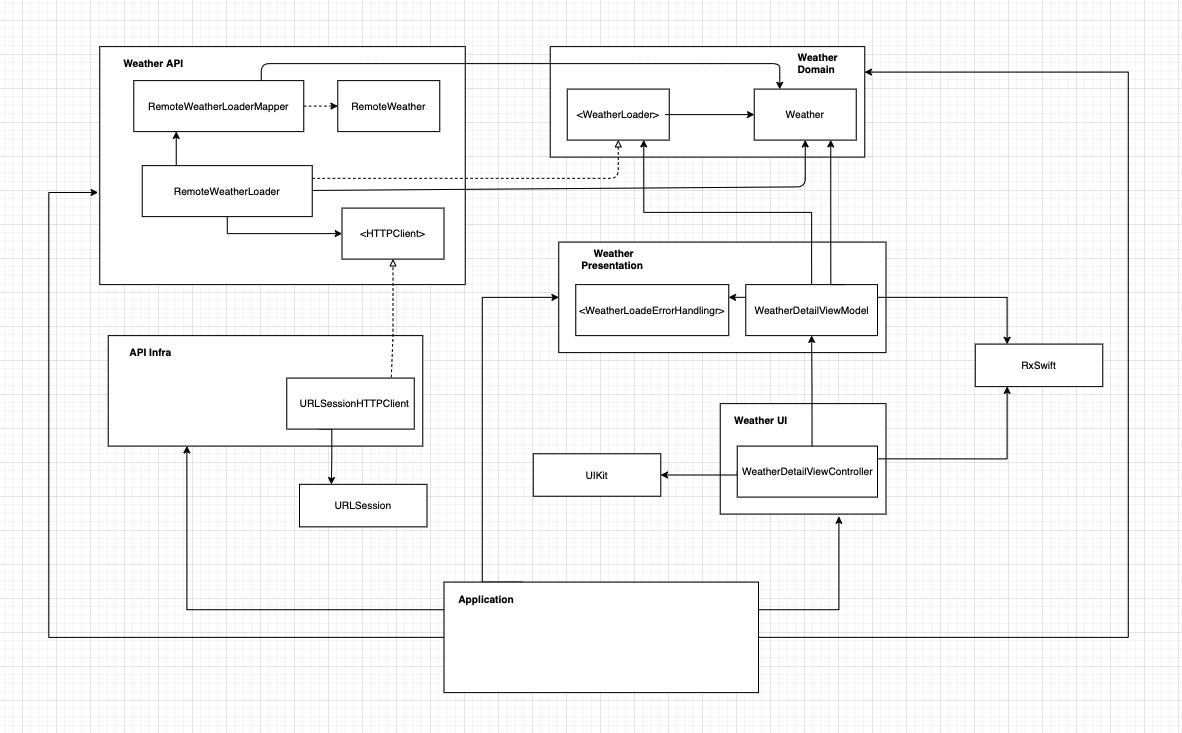 Weather API
RemoteWeatherLoaderMapper
RemoteWeather
RemoteWeatherLoader
<HTTPClient>
Weather
Domain
<WeatherLoader>
Weather
Weather
Presentation
<WeatherLoadeErrorHandlingr>
WeatherDetailViewModel
RxSwift
API Infra
URLSessionHTTPClient
URLSession
Weather UI
WeatherDetailViewController
UIKit
Application